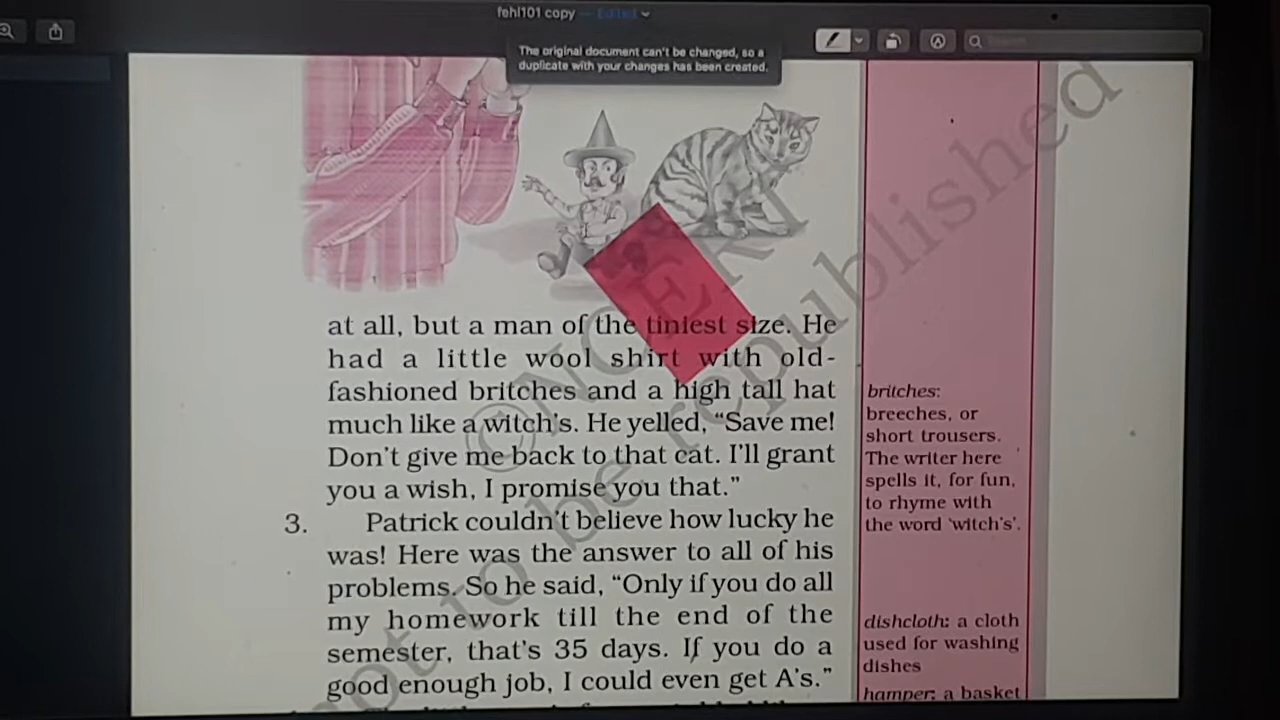 fehl101 copy — Edited
The original document can't be changed, so a
duplicate with your changes has been created.
at all, but a man of the tiniest size. He
had a little wool shirt with old-
fashioned britches and a high tall hat
much like a witch's. He yelled, “Save me!
Don't give me back to that cat. I'll grant
you a wish, I promise you that.”
3. Patrick couldn't believe how lucky he
was! Here was the answer to all of his
problems. So he said, “Only if you do all
my homework till the end of the
semester, that's 35 days. If you do a
good enough job, I could even get A's.”
britches:
breeches, or
short trousers.
The writer here
spells it, for fun,
to rhyme with
the word ‘witch's’.
dishcloth: a cloth
used for washing
dishes
hamper: a basket
©NCERT
not to be republished